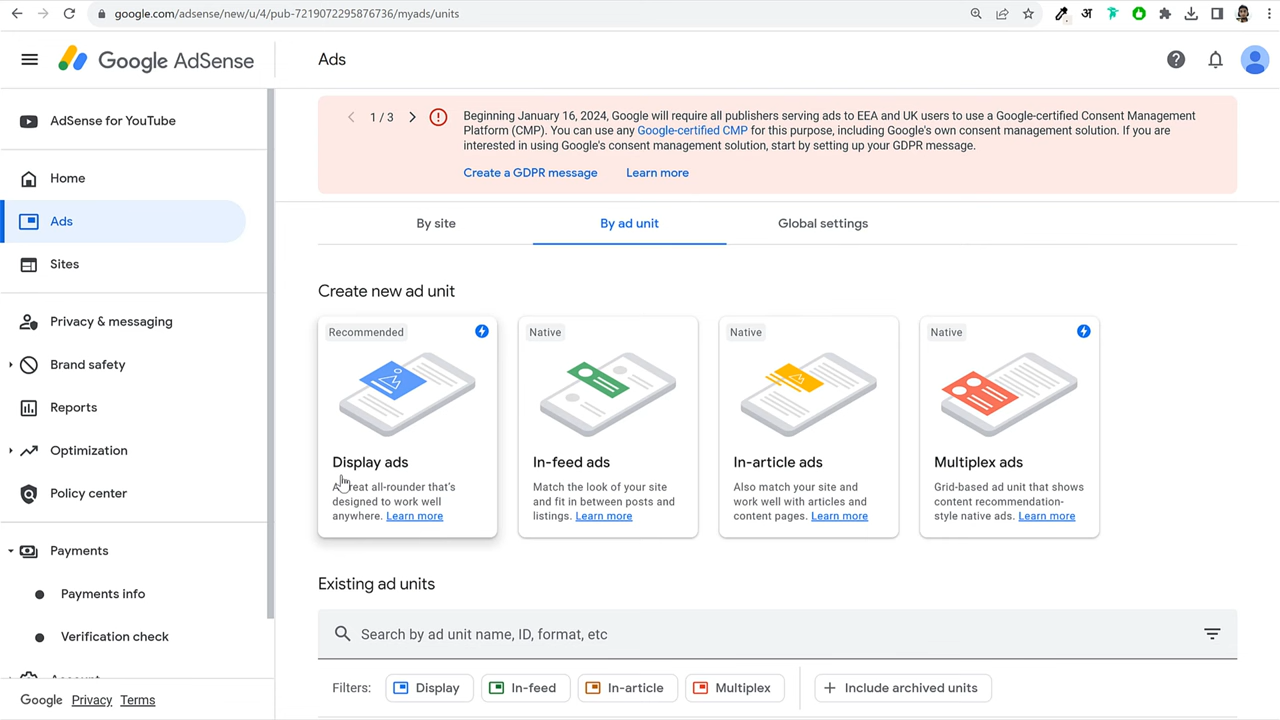 google.com/adsense/new/u/4/pub-7219072295876736/myads/units
अ
Google AdSense
Ads
AdSense for YouTube
Home
Ads
Sites
Privacy & messaging
Brand safety
Reports
Optimization
Policy center
Payments
Payments info
Verification check
Google Privacy Terms
1 / 3
Beginning January 16, 2024, Google will require all publishers serving ads to EEA and UK users to use a Google-certified Consent Management
Platform (CMP). You can use any Google-certified CMP for this purpose, including Google's own consent management solution. If you are
interested in using Google's consent management solution, start by setting up your GDPR message.
Create a GDPR message Learn more
By site By ad unit Global settings
Create new ad unit
Recommended
Display ads
A great all-rounder that's
designed to work well
anywhere. Learn more
Native
In-feed ads
Match the look of your site
and fit in between posts and
listings. Learn more
Native
In-article ads
Also match your site and
work well with articles and
content pages. Learn more
Native
Multiplex ads
Grid-based ad unit that shows
content recommendation-
style native ads. Learn more
Existing ad units
Search by ad unit name, ID, format, etc
Filters: Display In-feed In-article Multiplex + Include archived units